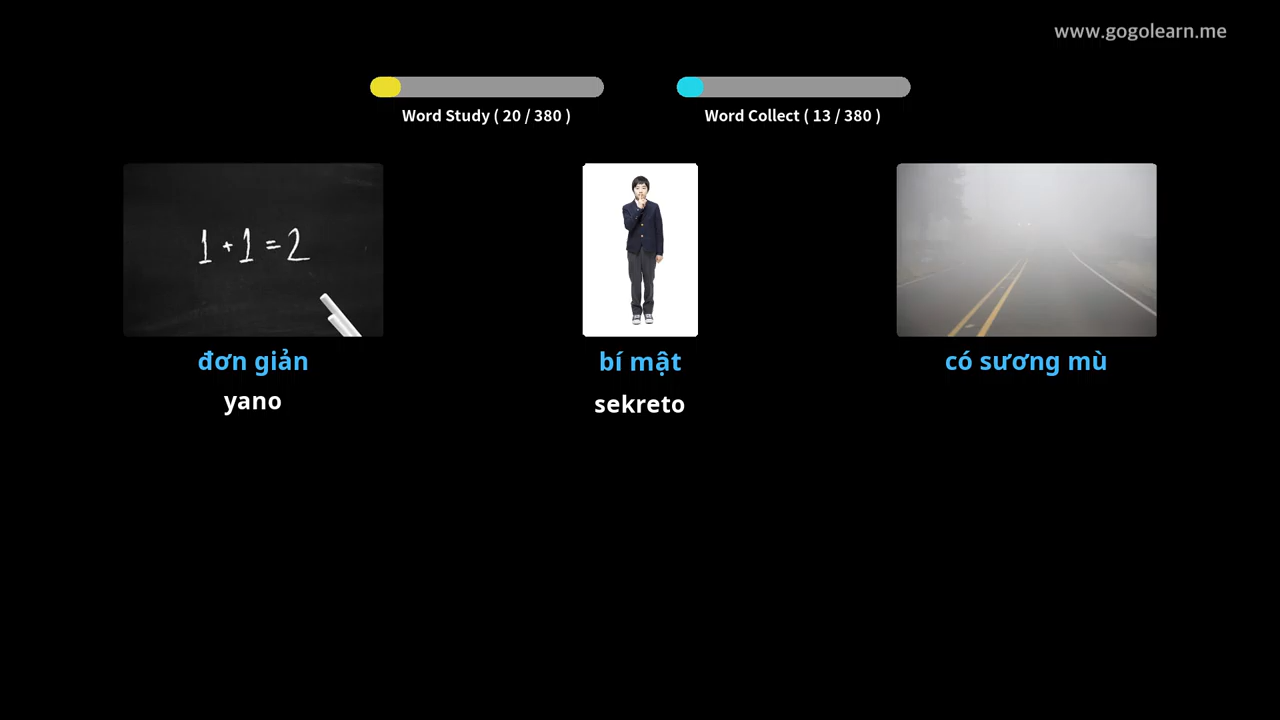 www.gogolearn.me
Word Study ( 20 / 380 )
Word Collect ( 13 / 380 )
1 + 1 = 2
đơn giản
bí mật
có sương mù
yano
sekreto